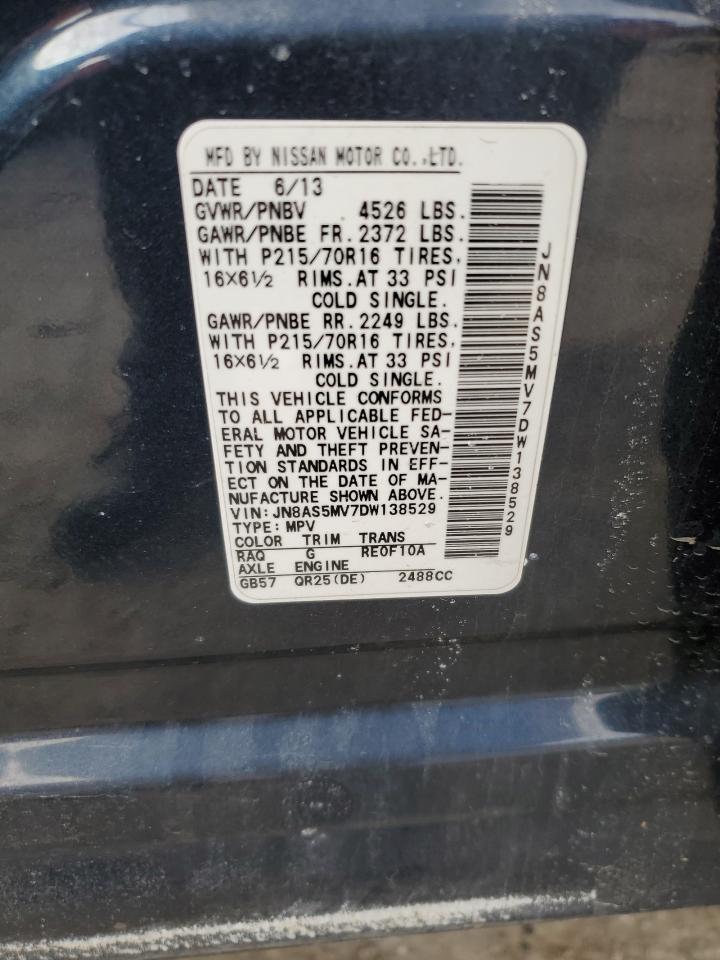 MFD BY NISSAN MOTOR CO.,LTD.
DATE 6/13
GVWR/PNBV . 4526 LBS.
GAWR/PNBE FR. 2372 LBS.
WITH P215/70R16 TIRES,
16X6½ RIMS.AT 33 PSI
COLD SINGLE.
GAWR/PNBE RR. 2249 LBS.
WITH P215/70R16 TIRES,
16X6½ RIMS.AT 33 PSI
COLD SINGLE.
THIS VEHICLE CONFORMS
TO ALL APPLICABLE FED-
ERAL MOTOR VEHICLE SA-
FETY AND THEFT PREVEN-
TION STANDARDS IN EFF-
ECT ON THE DATE OF MA-
NUFACTURE SHOWN ABOVE.
VIN: JN8AS5MV7DW138529
TYPE: MPV
COLOR TRIM TRANS
RAQ G RE0F10A
AXLE ENGINE
GB57 QR25(DE) 2488CC
JN8AS5MV7DW138529